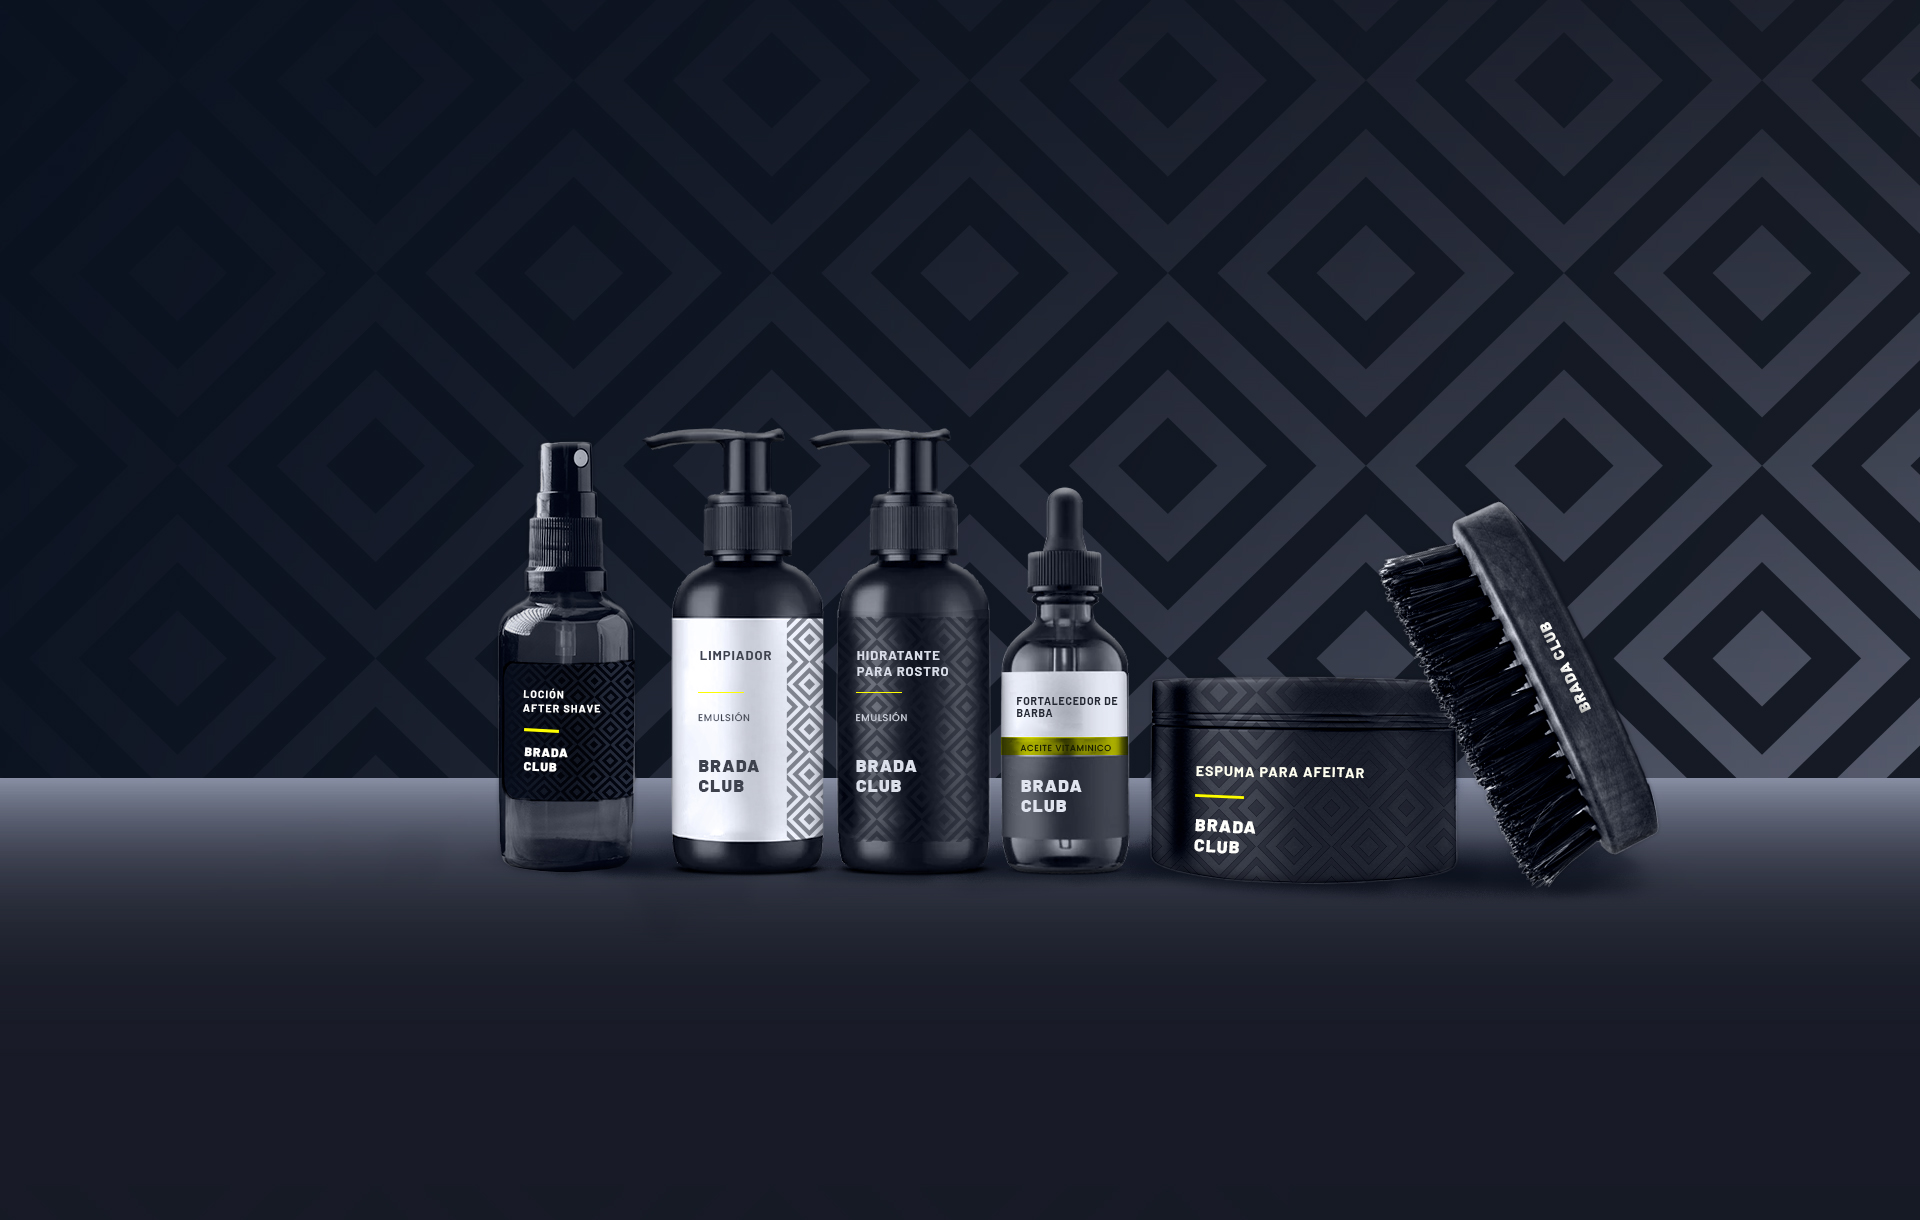 LOCIÓN
AFTER SHAVE
BRADA
CLUB
LIMPIADOR
EMULSIÓN
BRADA
CLUB
HIDRATANTE
PARA ROSTRO
EMULSIÓN
BRADA
CLUB
FORTALECEDOR DE
BARBA
ACEITE VITAMINICO
BRADA
CLUB
ESPUMA PARA AFEITAR
BRADA
CLUB
BRADA CLUB